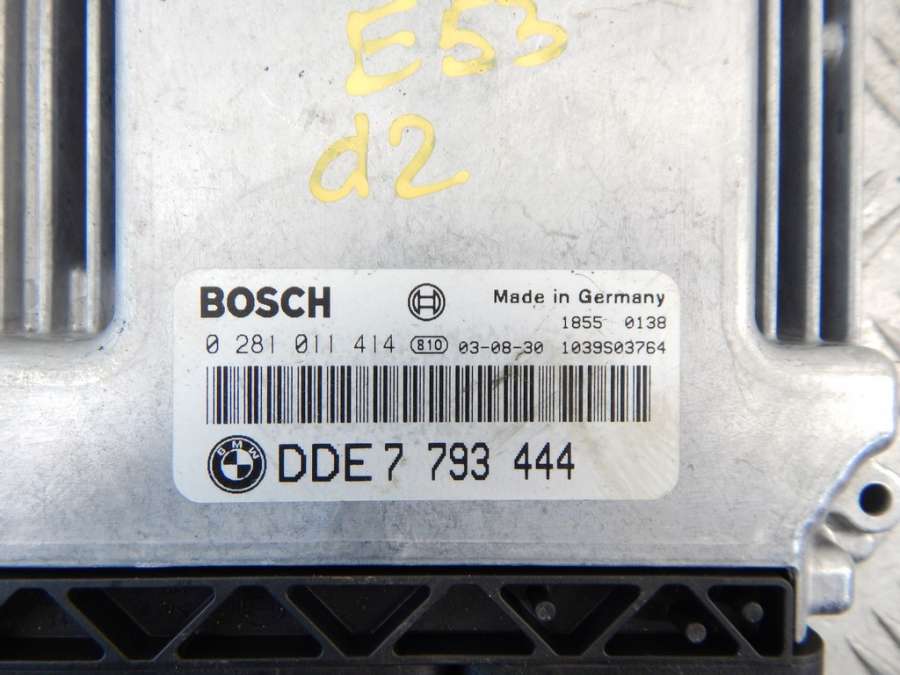 E53
d2
BOSCH Made in Germany
1855 0138
0 281 011 414 810 03-08-30 1039S03764
BMW DDE 7 793 444